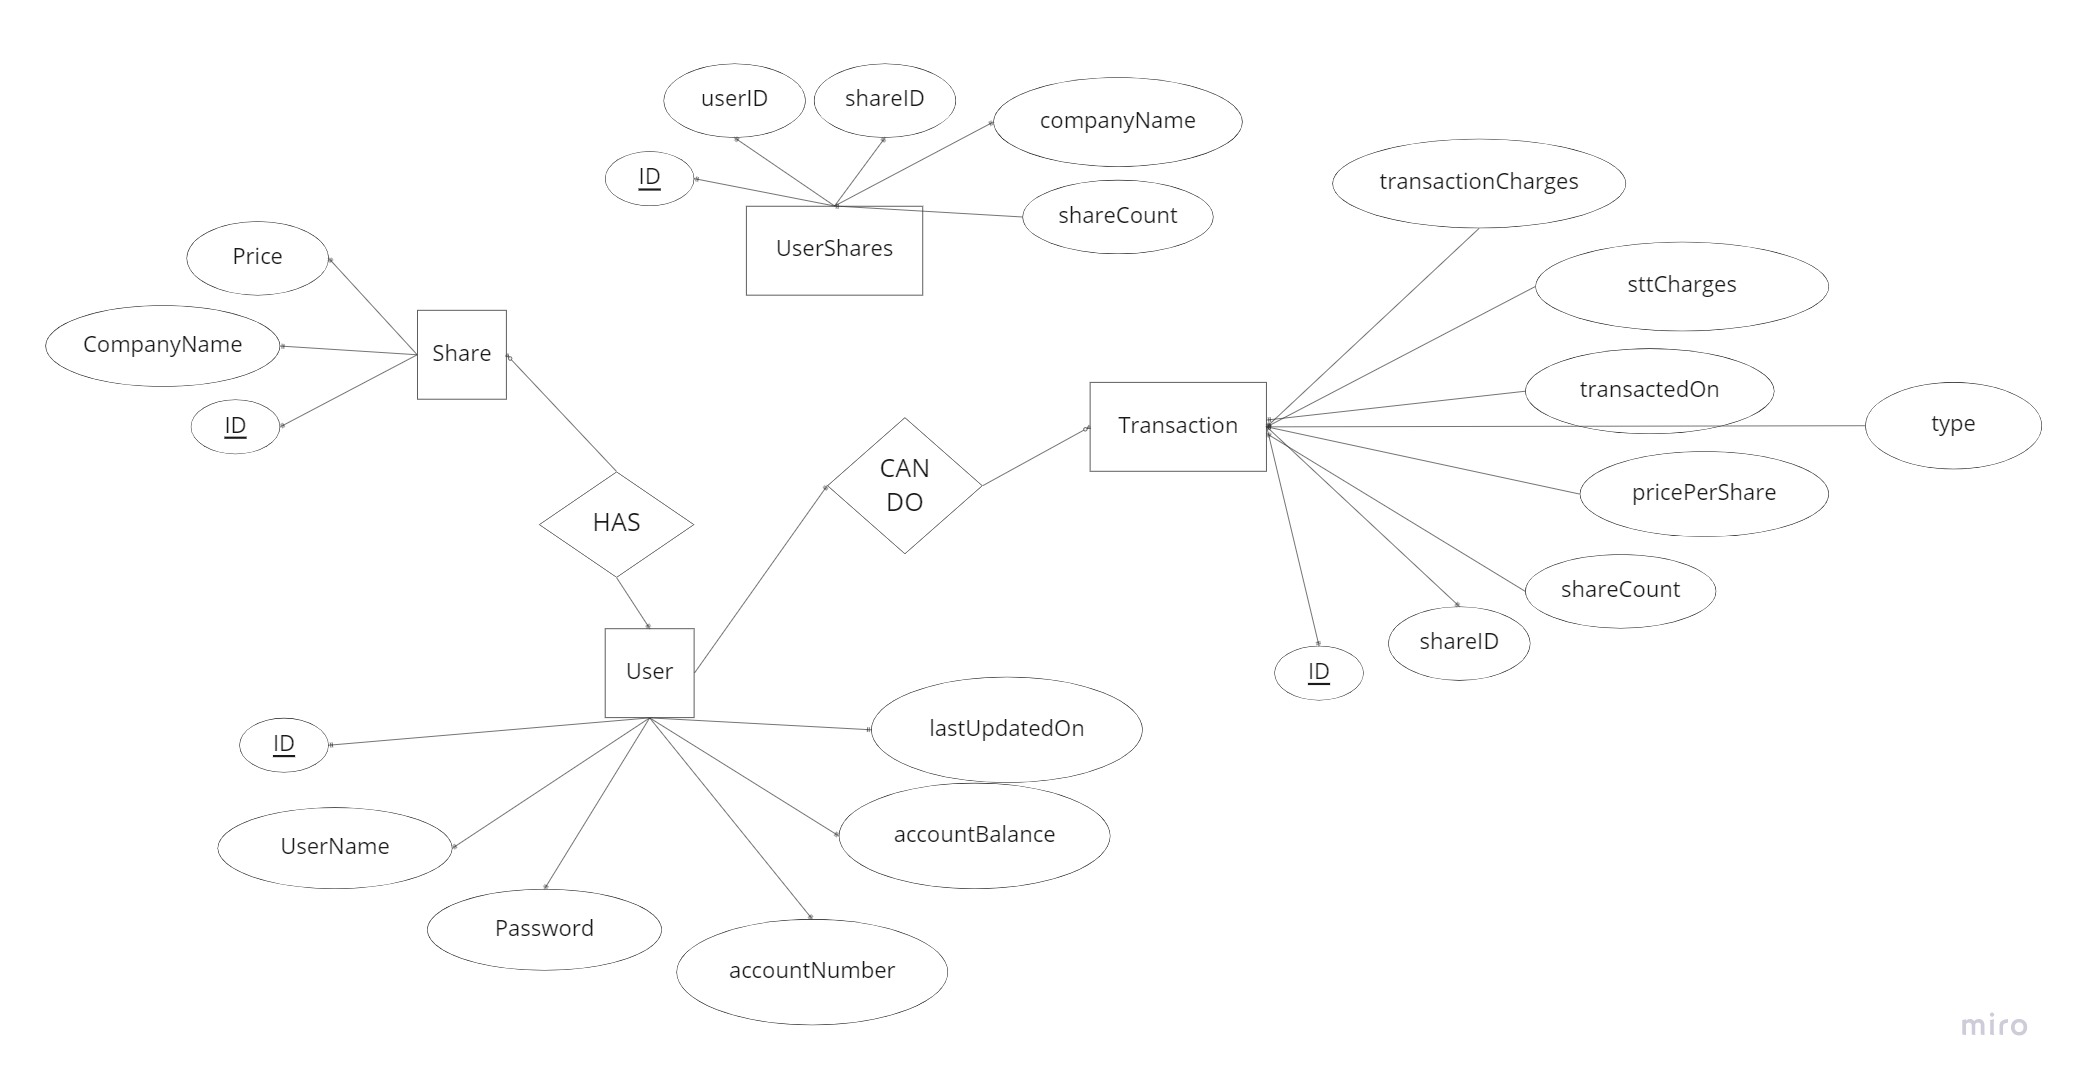 userID
shareID
companyName
ID
shareCount
UserShares
transactionCharges
Price
sttCharges
CompanyName
Share
transactedOn
ID
Transaction
type
CAN
DO
pricePerShare
HAS
shareCount
shareID
User
ID
ID
lastUpdatedOn
UserName
accountBalance
Password
accountNumber
miro